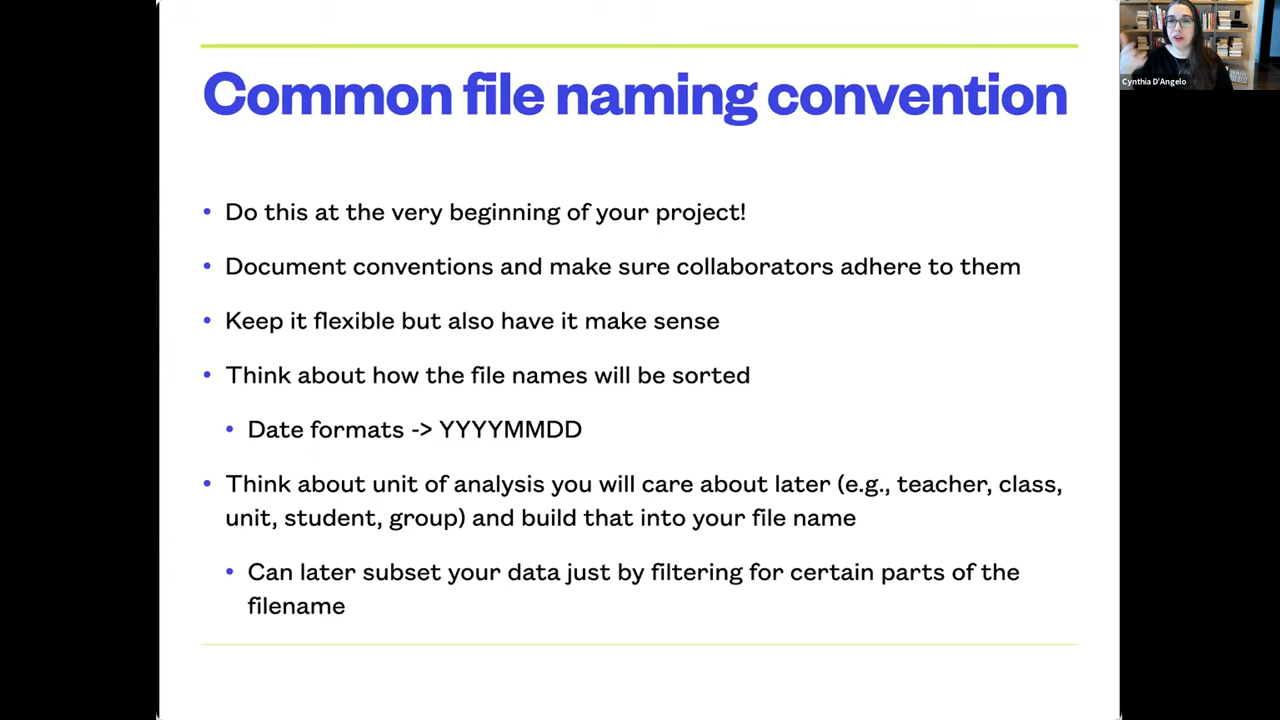 Common file naming convention
• Do this at the very beginning of your project!
• Document conventions and make sure collaborators adhere to them
• Keep it flexible but also have it make sense
• Think about how the file names will be sorted
• Date formats -> YYYYMMDD
• Think about unit of analysis you will care about later (e.g., teacher, class,
unit, student, group) and build that into your file name
• Can later subset your data just by filtering for certain parts of the
filename
Cynthia D'Angelo